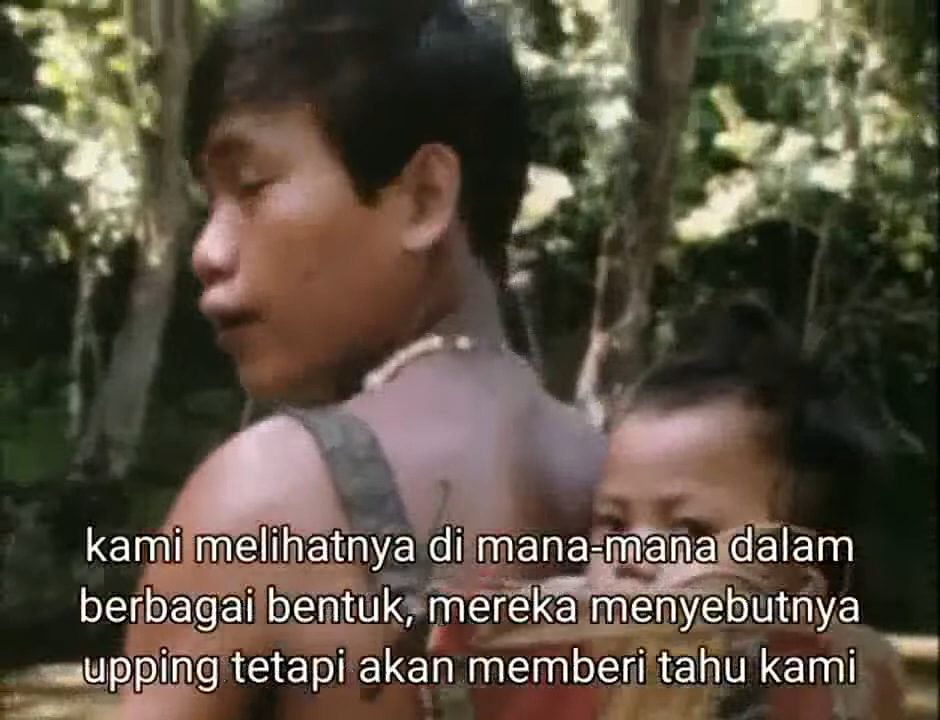 kami melihatnya di mana-mana dalam
berbagai bentuk, mereka menyebutnya
upping tetapi akan memberi tahu kami